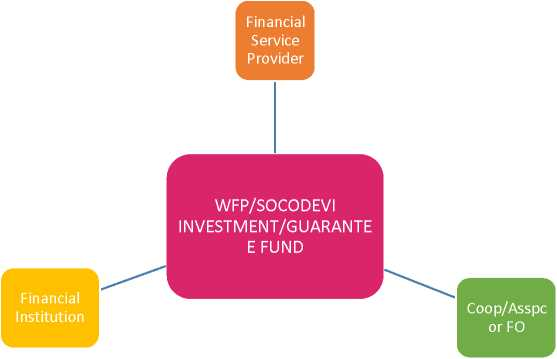 Financial
Service
Provider
WFP/SOCODEVI
INVESTMENT/GUARANTE
E FUND
Financial
Institution
Coop/Asspc
or FO